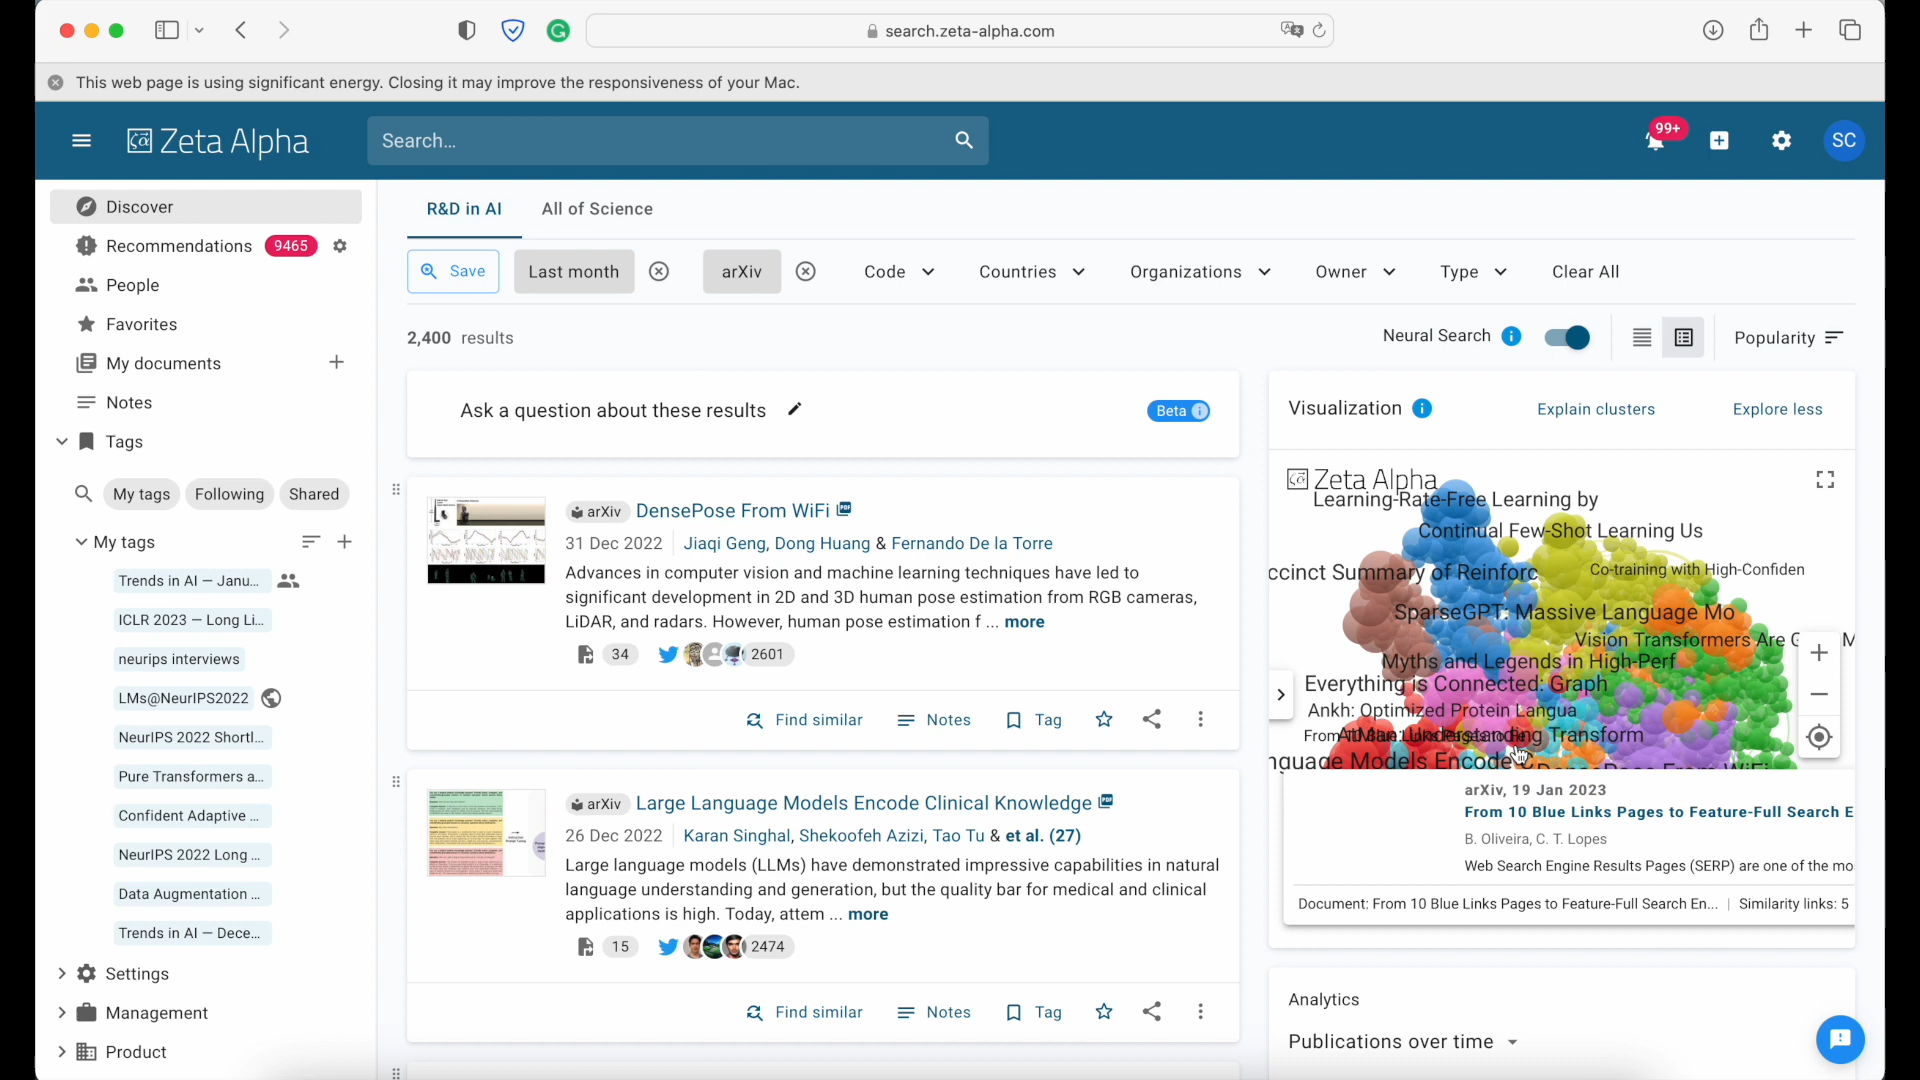 search.zeta-alpha.com
This web page is using significant energy. Closing it may improve the responsiveness of your Mac.
Zeta Alpha
Search...
99+
SC
Discover
Recommendations 9465
People
Favorites
My documents
Notes
Tags
My tags Following Shared
My tags
Trends in AI — Janu...
ICLR 2023 — Long Li...
neurips interviews
LMs@NeurIPS2022
NeurIPS 2022 Shortl...
Pure Transformers a...
Confident Adaptive ...
NeurIPS 2022 Long ...
Data Augmentation ...
Trends in AI — Dece...
Settings
Management
Product
R&D in AI All of Science
Save Last month arXiv Code Countries Organizations Owner Type Clear All
2,400 results
Neural Search Popularity
Ask a question about these results Beta
arXiv DensePose From WiFi
31 Dec 2022 Jiaqi Geng, Dong Huang & Fernando De la Torre
Advances in computer vision and machine learning techniques have led to
significant development in 2D and 3D human pose estimation from RGB cameras,
LiDAR, and radars. However, human pose estimation f ... more
34 2601
Find similar Notes Tag
arXiv Large Language Models Encode Clinical Knowledge
26 Dec 2022 Karan Singhal, Shekoofeh Azizi, Tao Tu & et al. (27)
Large language models (LLMs) have demonstrated impressive capabilities in natural
language understanding and generation, but the quality bar for medical and clinical
applications is high. Today, attem ... more
15 2474
Find similar Notes Tag
Visualization Explain clusters Explore less
Zeta Alpha
Learning-Rate-Free Learning by
Continual Few-Shot Learning Us
ccinct Summary of Reinforc
Co-training with High-Confiden
SparseGPT: Massive Language Mo
Vision Transformers Are G M
Myths and Legends in High-Perf
Everything is Connected: Graph
Ankh: Optimized Protein Langua
Understanding Transform
nguage Models Encode C
DensePose From WiFi
arXiv, 19 Jan 2023
From 10 Blue Links Pages to Feature-Full Search E
B. Oliveira, C. T. Lopes
Web Search Engine Results Pages (SERP) are one of the mo
Document: From 10 Blue Links Pages to Feature-Full Search En... | Similarity links: 5
Analytics
Publications over time